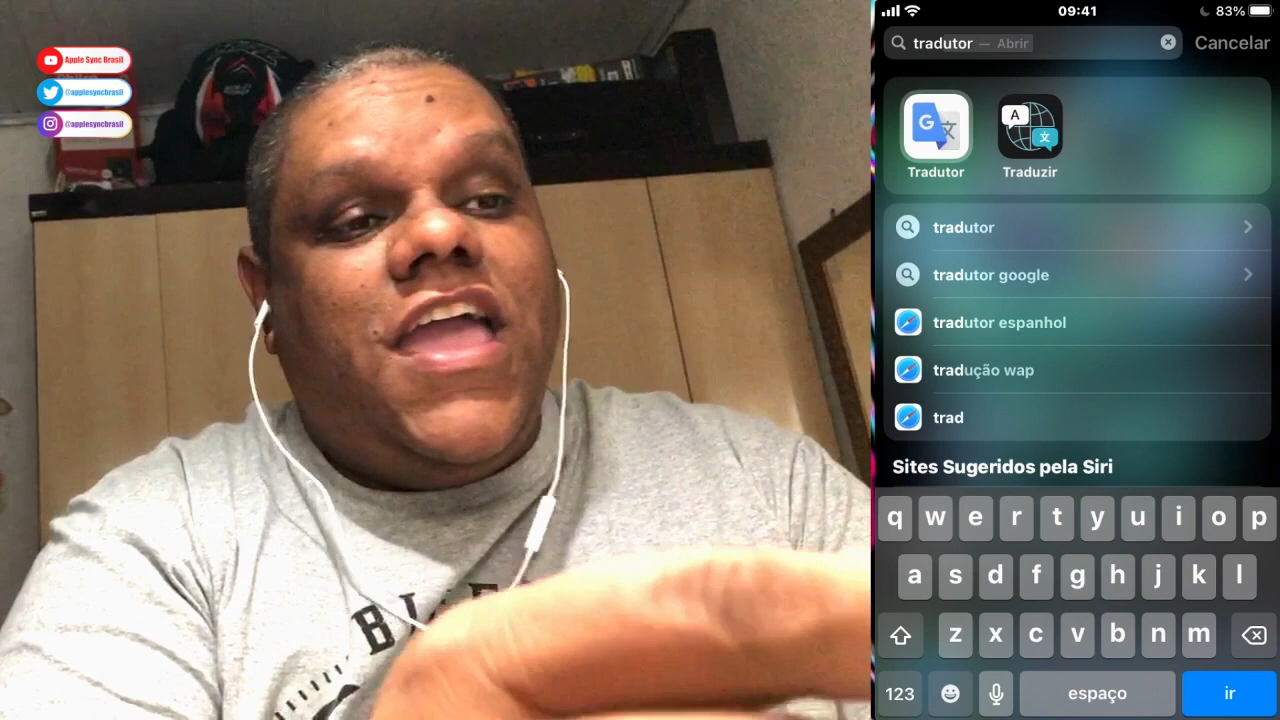 Apple Sync Brasil
@applesyncbrasil
@applesyncbrasil
09:41
83%
tradutor — Abrir
Cancelar
G
A
文
Tradutor
Traduzir
tradutor
tradutor google
tradutor espanhol
tradução wap
trad
Sites Sugeridos pela Siri
q w e r t y u i o p
a s d f g h j k l
z x c v b n m
123
espaço
ir